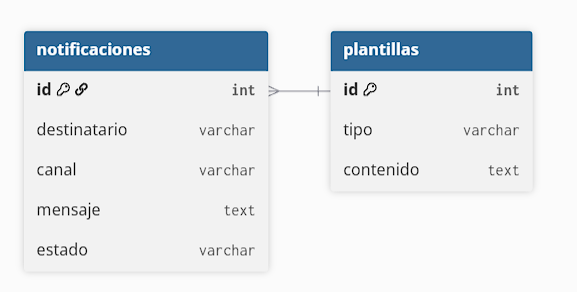 notificaciones
id int
destinatario varchar
canal varchar
mensaje text
estado varchar
plantillas
id int
tipo varchar
contenido text